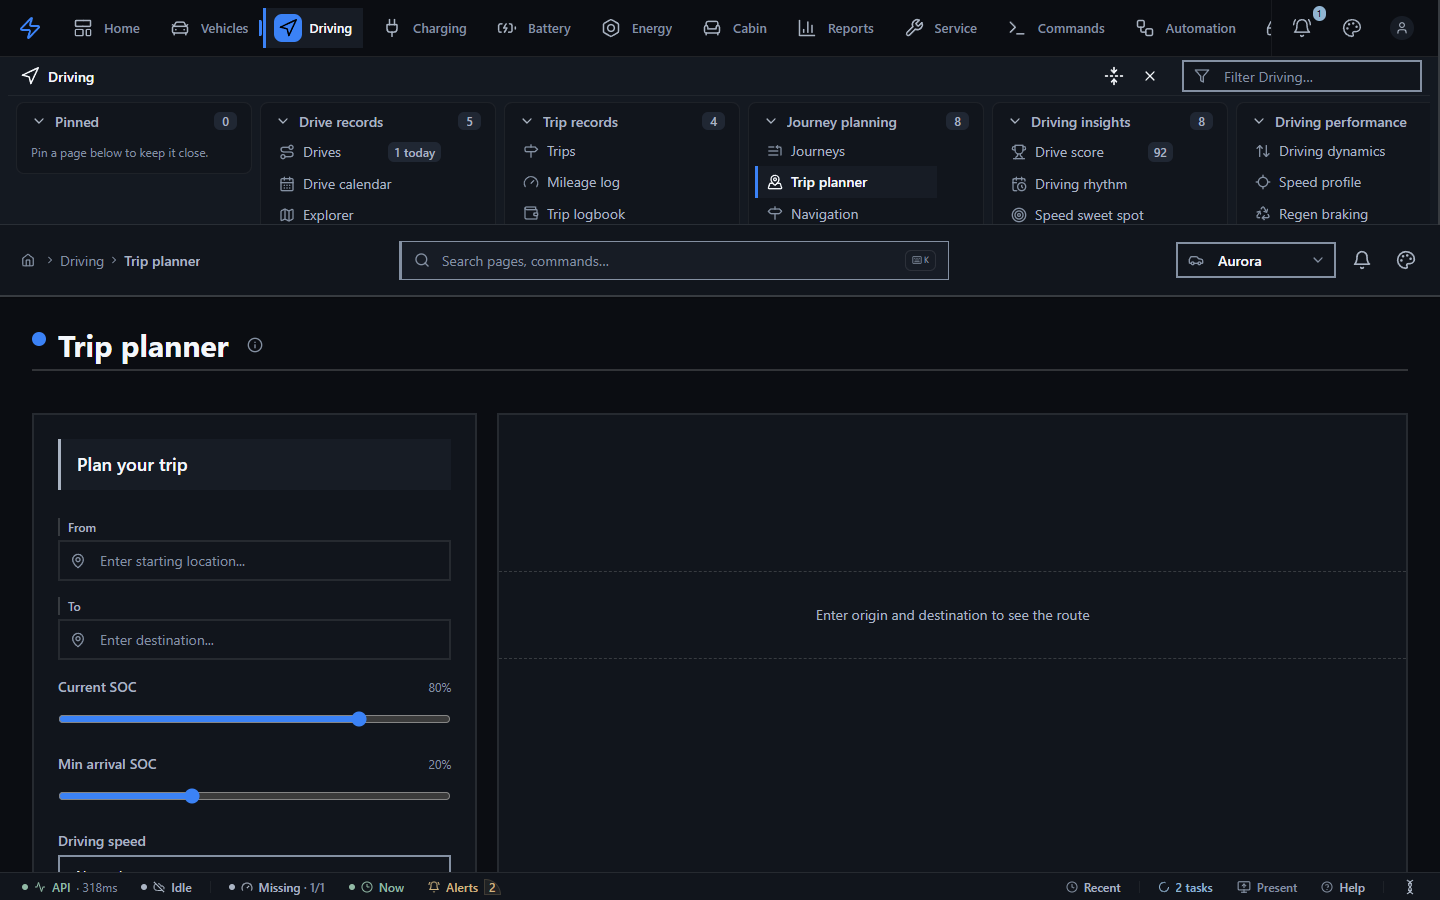 Home Vehicles Driving Charging Battery Energy Cabin Reports Service Commands Automation 1
Driving Filter Driving...
Pinned 0
Pin a page below to keep it close.
Drive records 5
Drives 1 today
Drive calendar
Explorer
Trip records 4
Trips
Mileage log
Trip logbook
Journey planning 8
Journeys
Trip planner
Navigation
Driving insights 8
Drive score 92
Driving rhythm
Speed sweet spot
Driving performance
Driving dynamics
Speed profile
Regen braking
Driving Trip planner Search pages, commands... K Aurora
Trip planner
Plan your trip
From
Enter starting location...
To
Enter destination...
Current SOC 80%
Min arrival SOC 20%
Driving speed
Enter origin and destination to see the route
API · 318ms Idle Missing · 1/1 Now Alerts 2 Recent 2 tasks Present Help